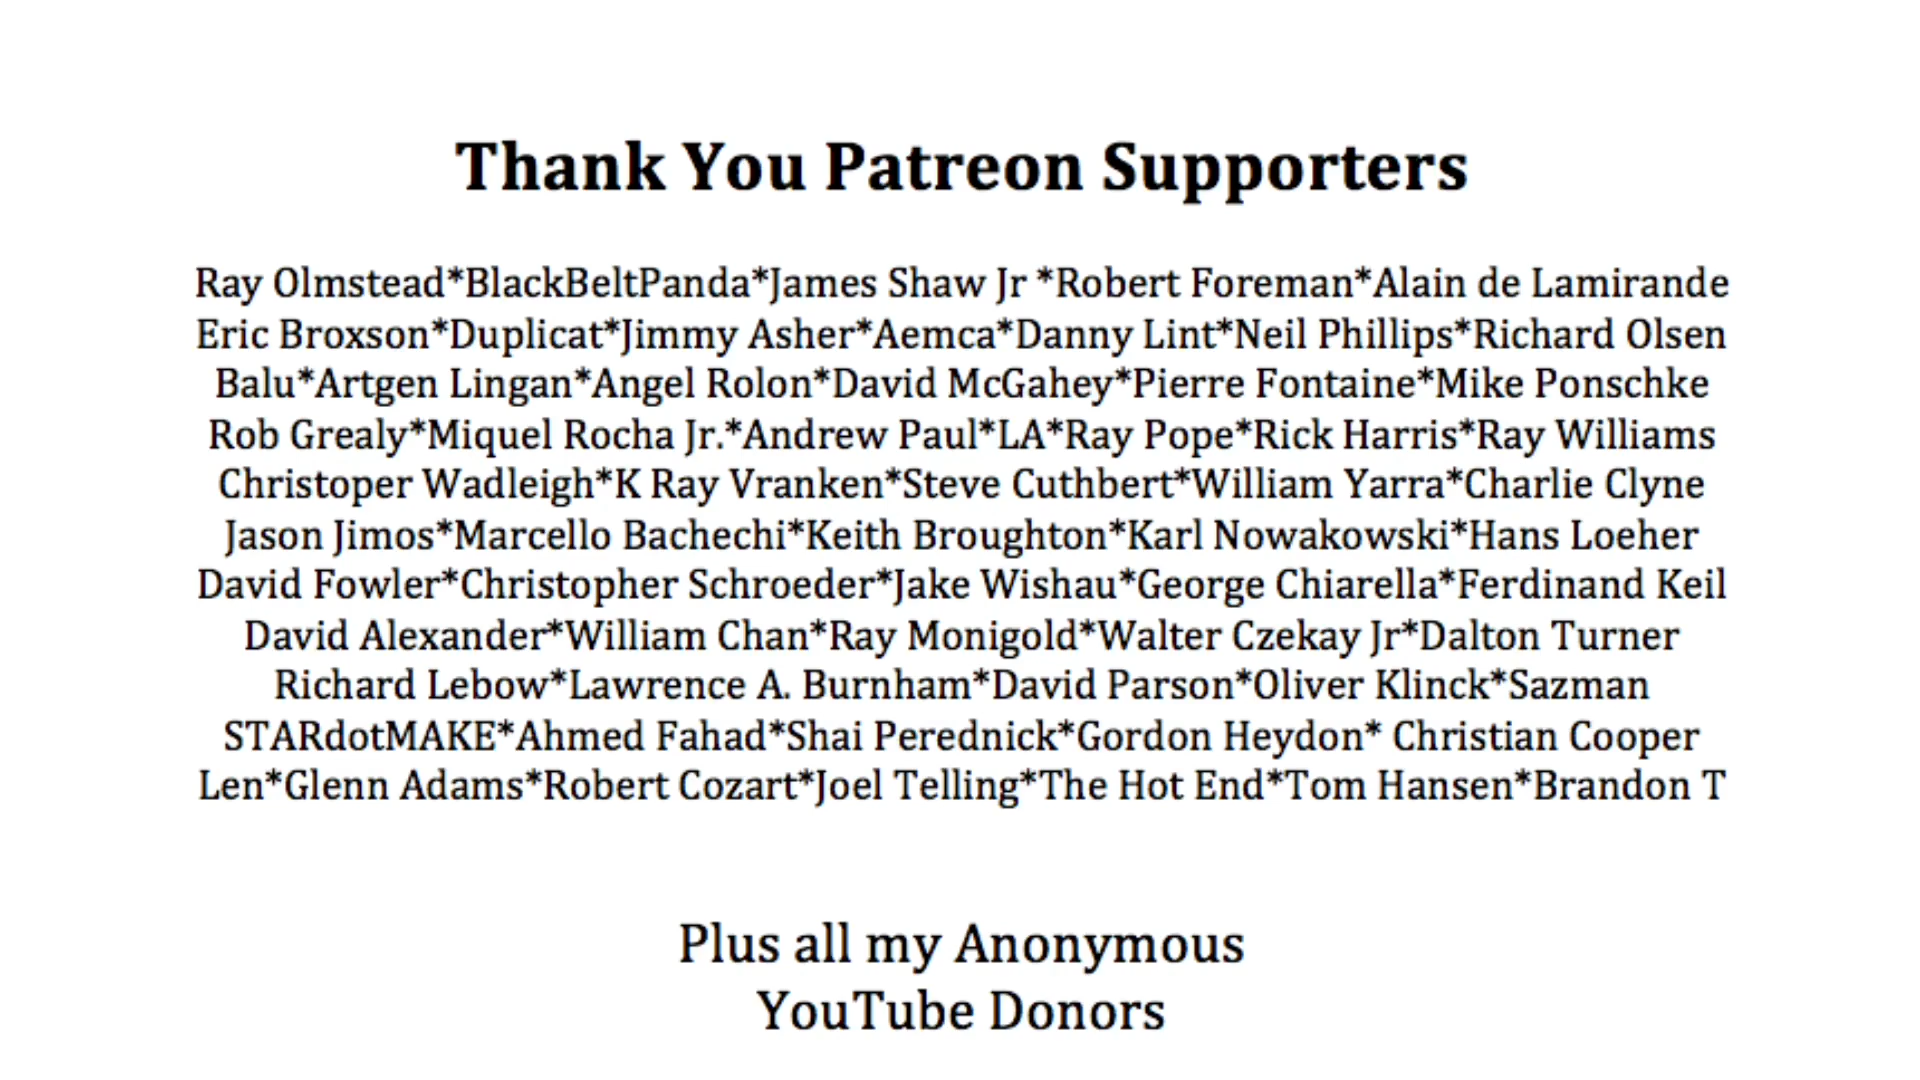 Thank You Patreon Supporters
Ray Olmstead*BlackBeltPanda*James Shaw Jr *Robert Foreman*Alain de Lamirande
Eric Broxson*Duplicat*Jimmy Asher*Aemca*Danny Lint*Neil Phillips*Richard Olsen
Balu*Artgen Lingan*Angel Rolon*David McGahey*Pierre Fontaine*Mike Ponschke
Rob Grealy*Miquel Rocha Jr.*Andrew Paul*LA*Ray Pope*Rick Harris*Ray Williams
Christoper Wadleigh*K Ray Vranken*Steve Cuthbert*William Yarra*Charlie Clyne
Jason Jimos*Marcello Bachechi*Keith Broughton*Karl Nowakowski*Hans Loeher
David Fowler*Christopher Schroeder*Jake Wishau*George Chiarella*Ferdinand Keil
David Alexander*William Chan*Ray Monigold*Walter Czekay Jr*Dalton Turner
Richard Lebow*Lawrence A. Burnham*David Parson*Oliver Klinck*Sazman
STARdotMAKE*Ahmed Fahad*Shai Perednick*Gordon Heydon* Christian Cooper
Len*Glenn Adams*Robert Cozart*Joel Telling*The Hot End*Tom Hansen*Brandon T
Plus all my Anonymous
YouTube Donors